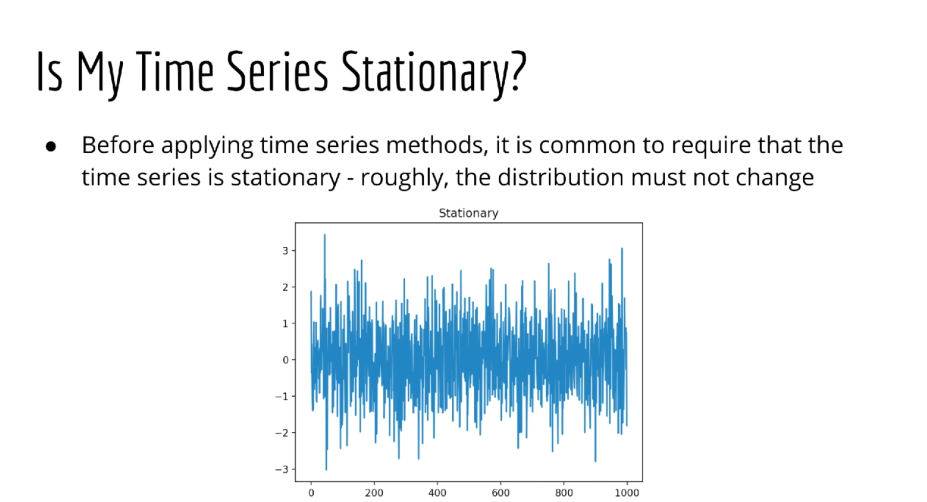 Is My Time Series Stationary?
● Before applying time series methods, it is common to require that the
time series is stationary - roughly, the distribution must not change
Stationary
3
2
1
0
−1
−2
−3
0 200 400 600 800 1000